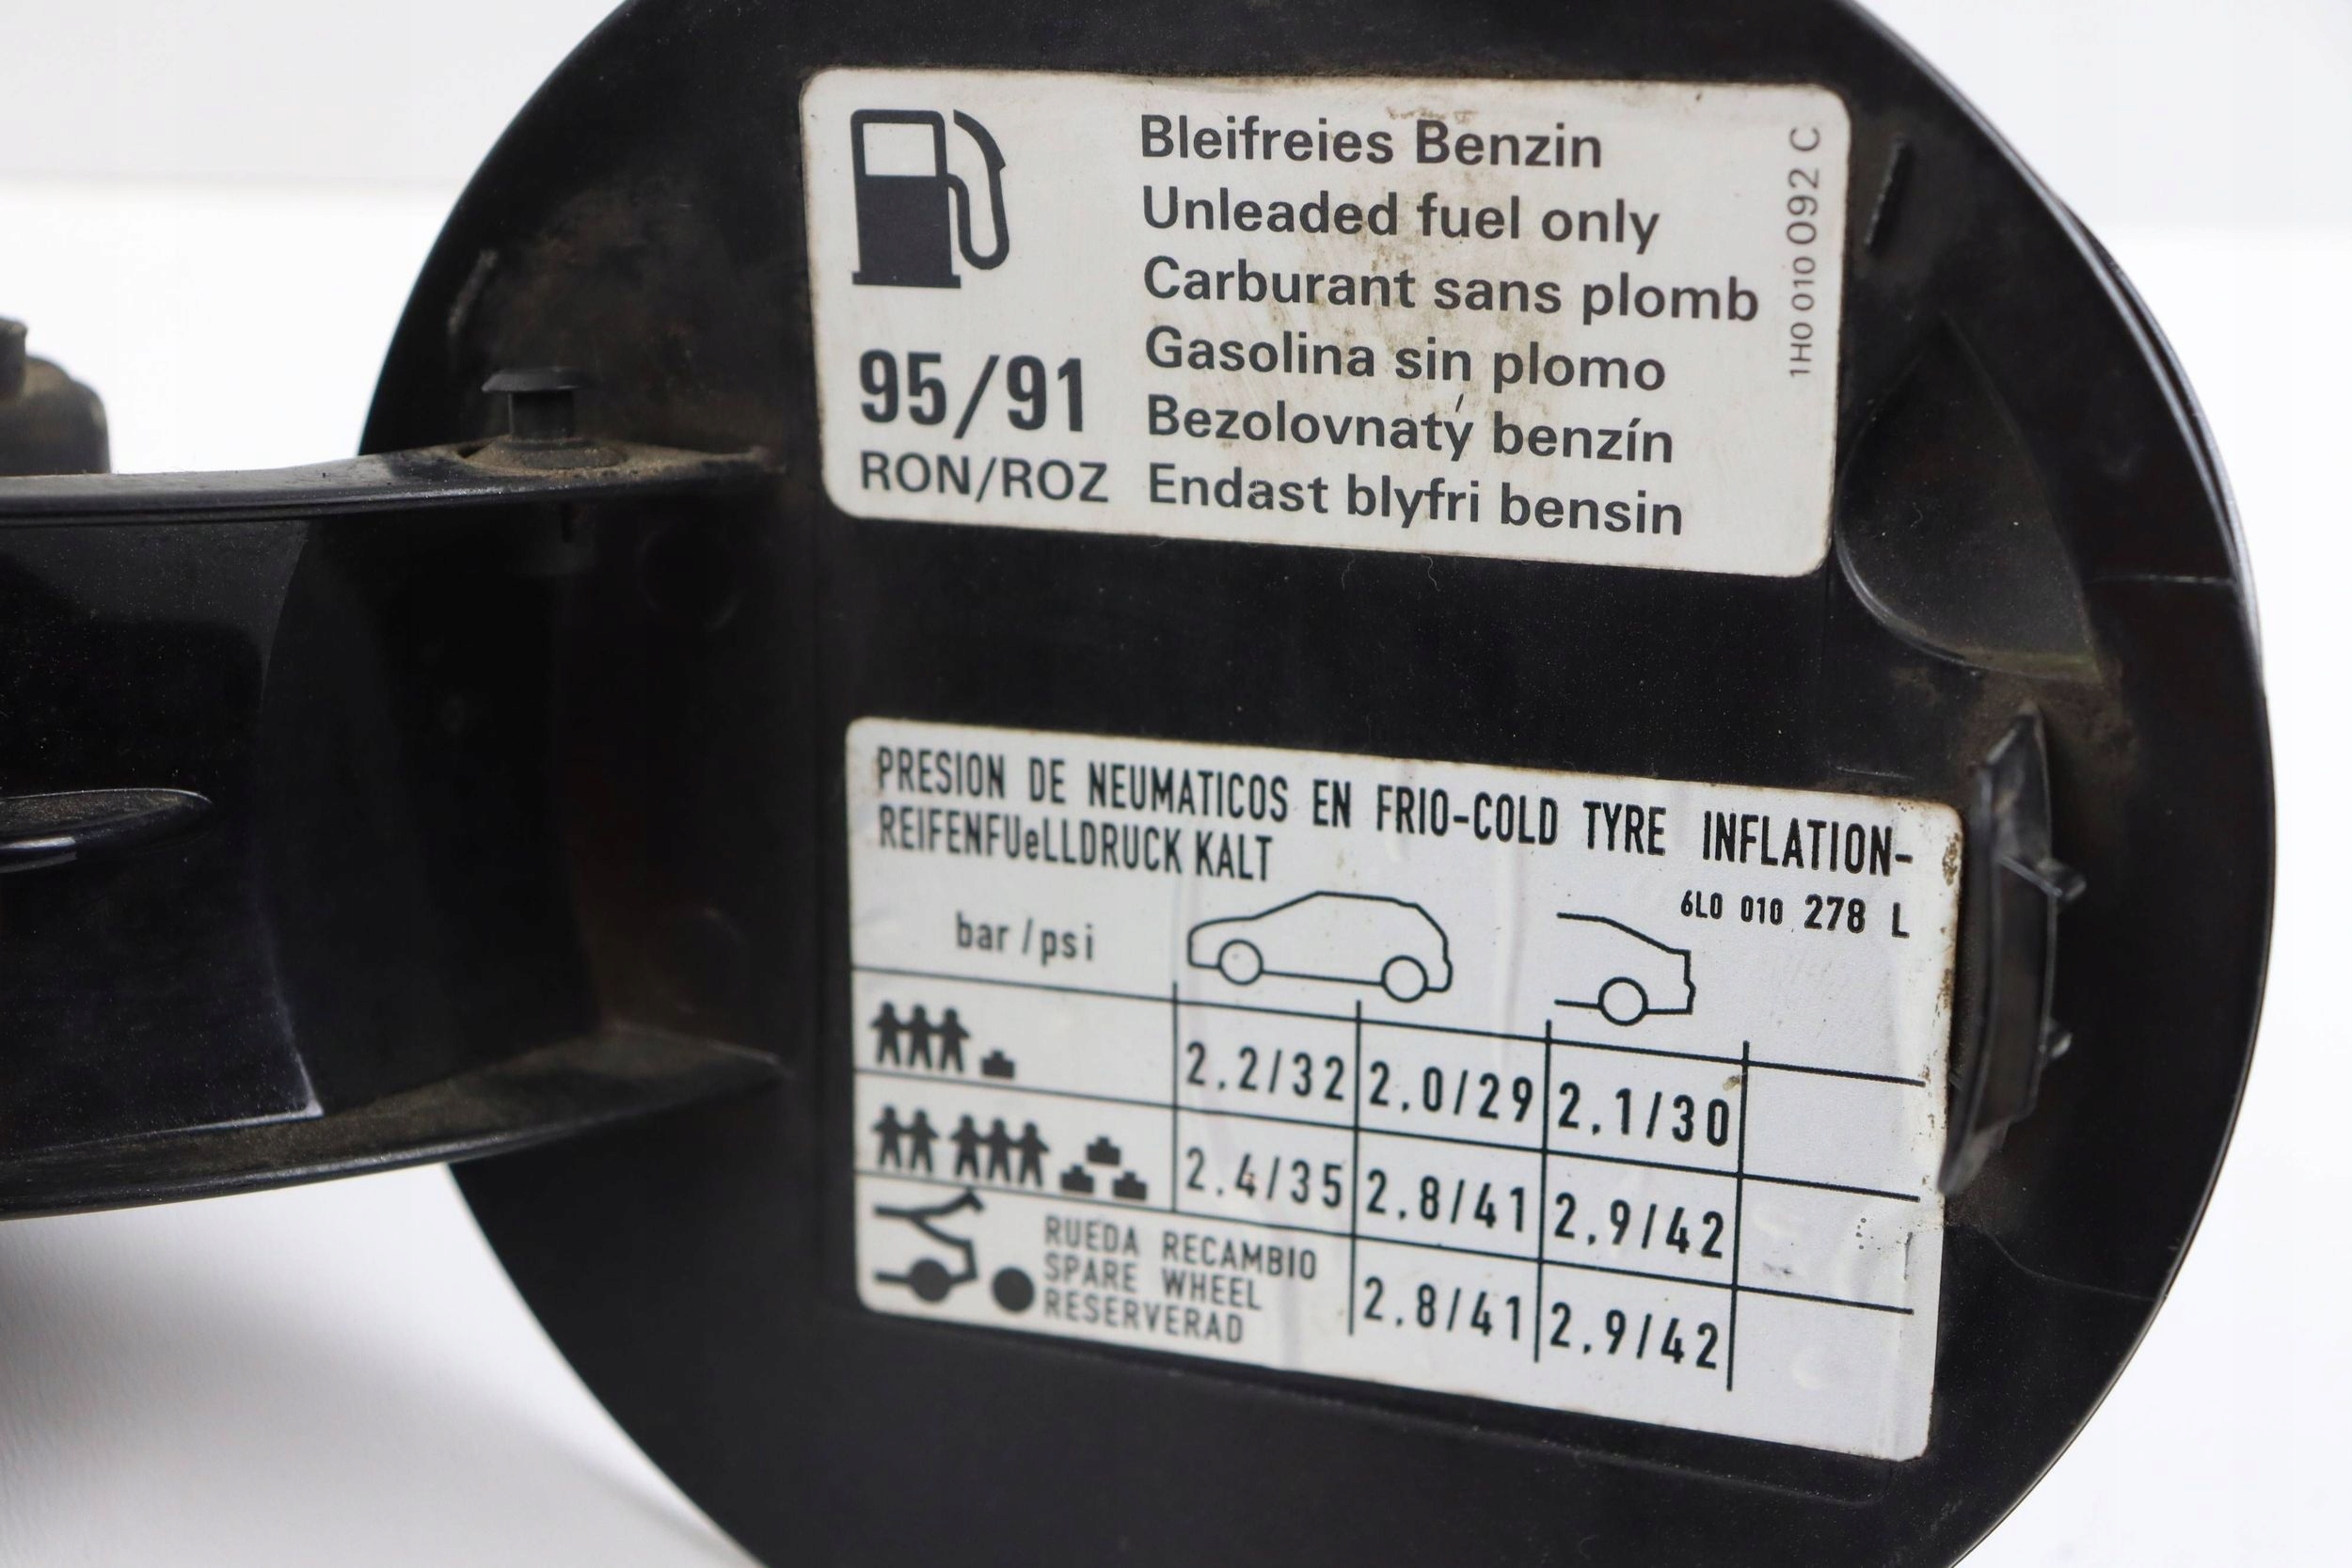 Bleifreies Benzin
Unleaded fuel only
Carburant sans plomb
Gasolina sin plomo
Bezolovnatý benzín
Endast blyfri bensin
95/91
RON/ROZ
1H0 010 092 C
PRESION DE NEUMATICOS EN FRIO-COLD TYRE INFLATION-
REIFENFUeLLDRUCK KALT
6L0 010 278 L
bar/psi
2.2/32 2.0/29 2.1/30
2.4/35 2.8/41 2.9/42
RUEDA RECAMBIO
SPARE WHEEL
RESERVERAD
2.8/41 2.9/42